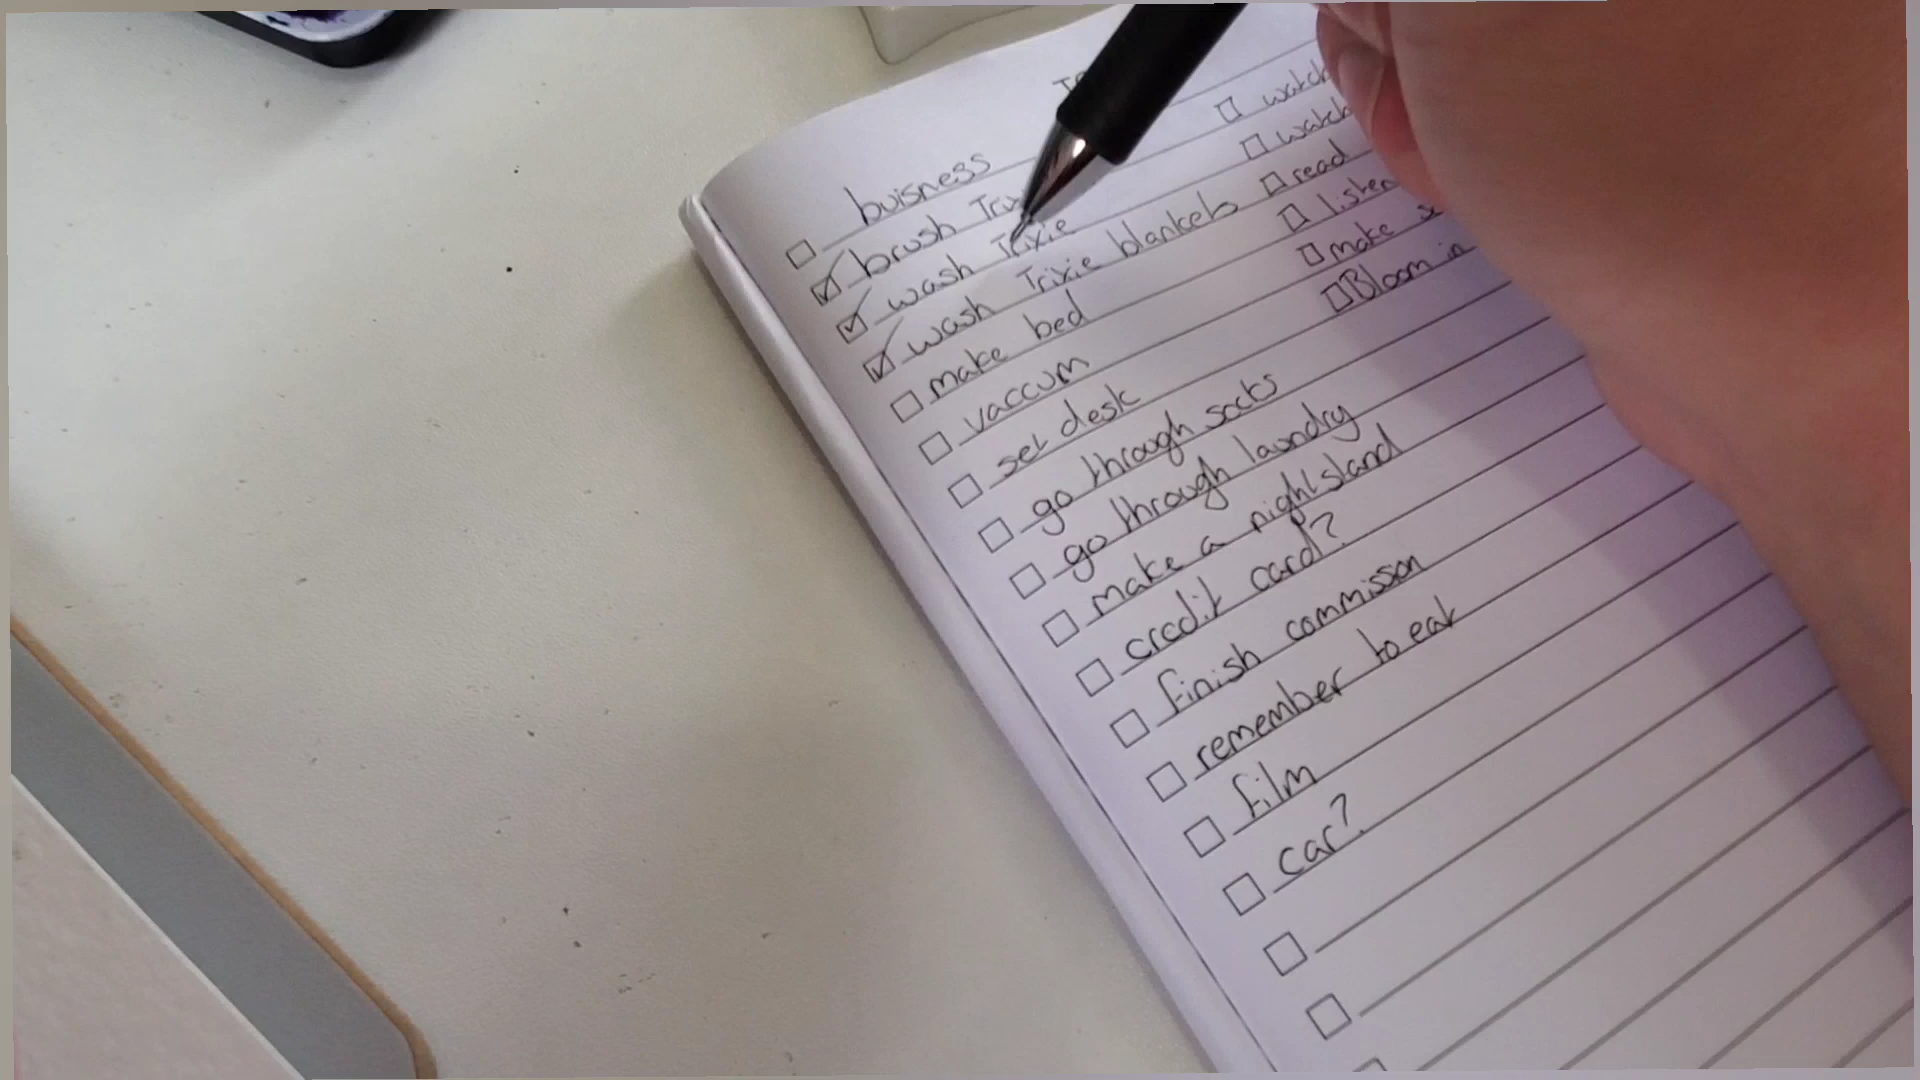 buisness
brush
wash Trixie
wash Trixie blankets
make bed
vaccum
set desk
go through socks
go through laundry
make a nightstand
credit card?
finish commisson
remember to eat
film
car?
watch
watch
read
listen
make
Bloom in